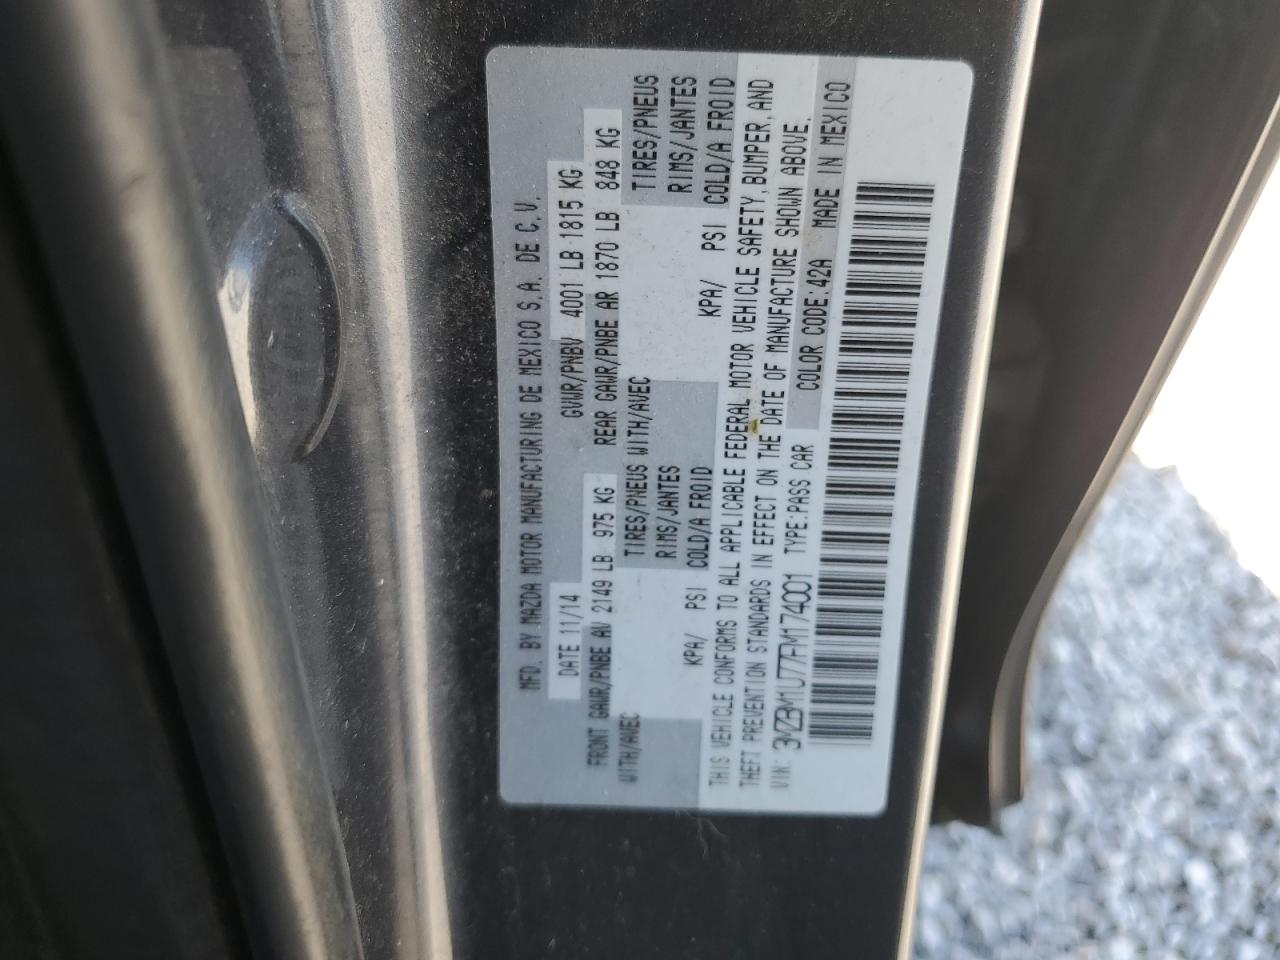 MFD. BY MAZDA MOTOR MANUFACTURING DE MEXICO S.A. DE C.V.
DATE 11/14 GVWR/PNBV 4001 LB 1815 KG
FRONT GAWR/PNBE AV 2149 LB 975 KG REAR GAWR/PNBE AR 1870 LB 848 KG
WITH/AVEC TIRES/PNEUS WITH/AVEC TIRES/PNEUS
RIMS/JANTES RIMS/JANTES
KPA/ PSI COLD/A FROID KPA/ PSI COLD/A FROID
THIS VEHICLE CONFORMS TO ALL APPLICABLE FEDERAL MOTOR VEHICLE SAFETY, BUMPER, AND
THEFT PREVENTION STANDARDS IN EFFECT ON THE DATE OF MANUFACTURE SHOWN ABOVE.
VIN: 3MZBM1U77FM174001 TYPE:PASS CAR COLOR CODE:42A MADE IN MEXICO